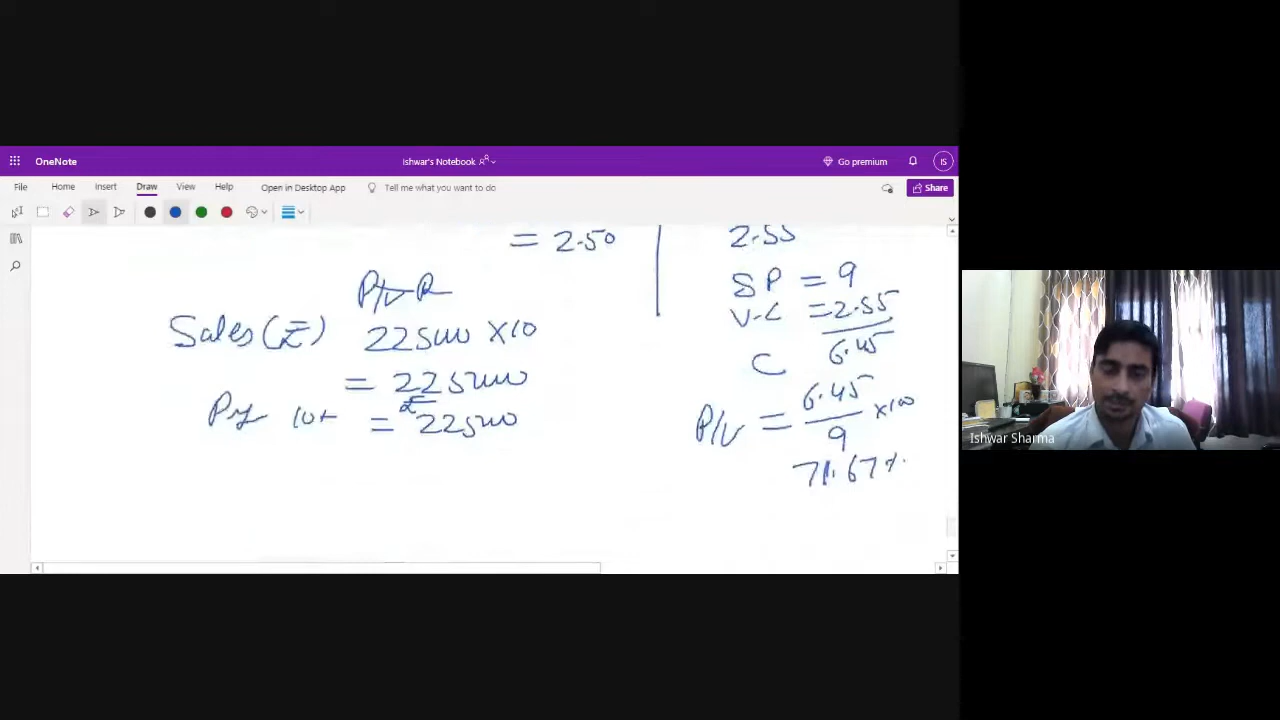 OneNote
Ishwar's Notebook
Go premium
IS
File Home Insert Draw View Help Open in Desktop App Tell me what you want to do
Share
= 2.50
2.55
P/V R
SP = 9
Sales (₹) 22500 × 10
V.C = 2.55
6.45
C
= 225000
10%
= 22500
P/V = 6.45 × 100
9
71.67%
Ishwar Sharma